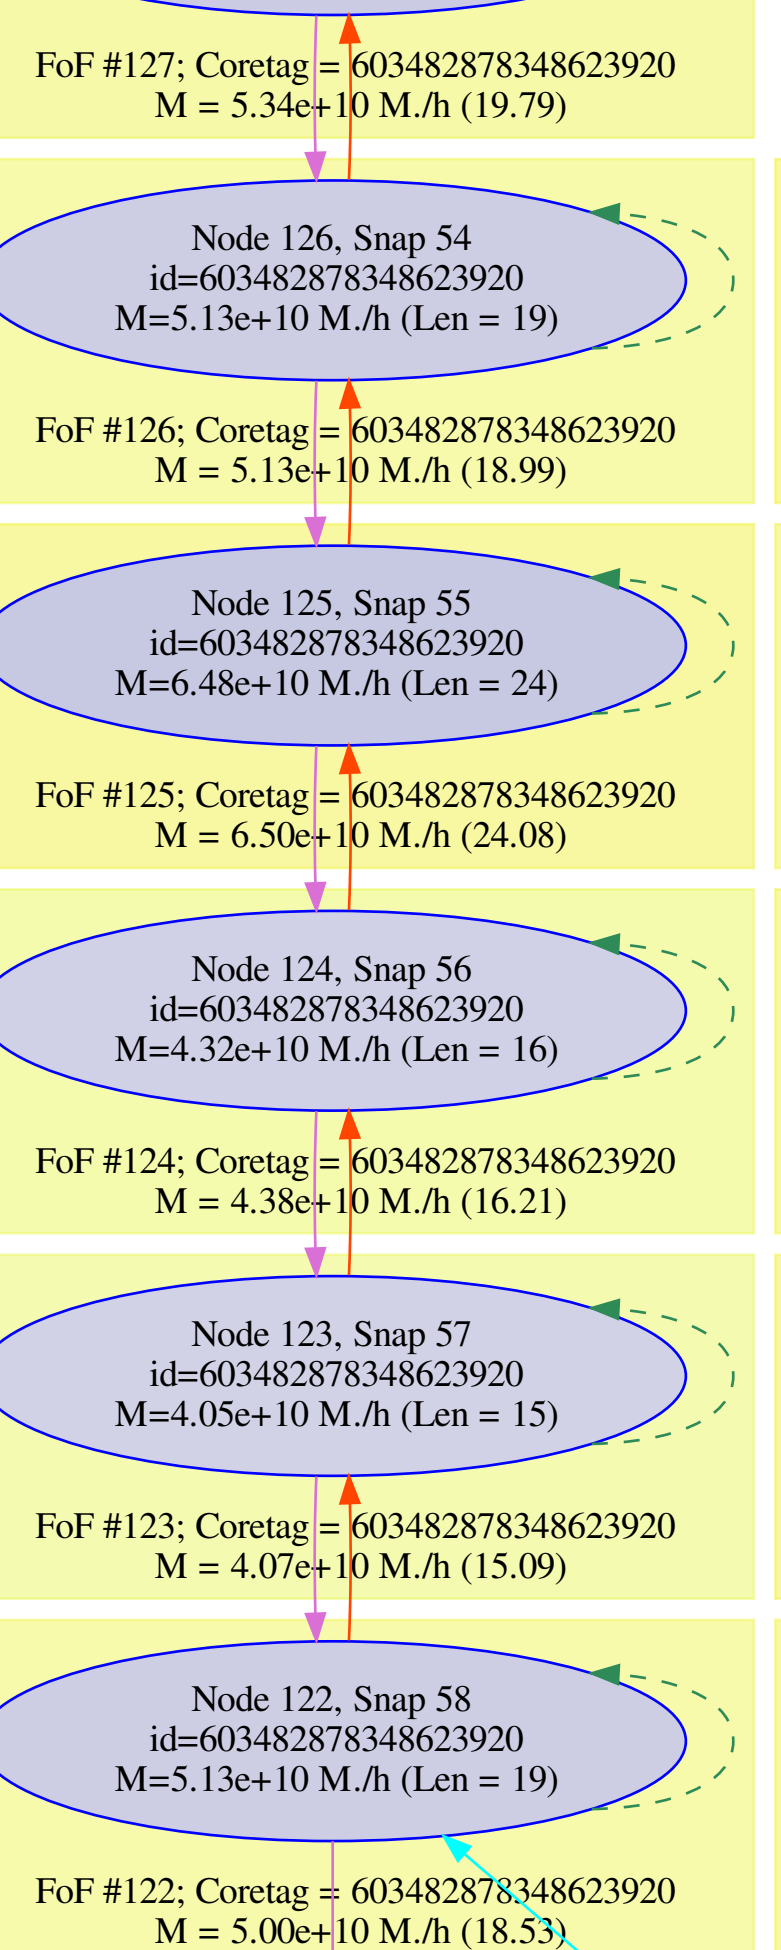 FoF #127; Coretag = 603482878348623920
M = 5.34e+10 M./h (19.79)
Node 126, Snap 54
id=603482878348623920
M=5.13e+10 M./h (Len = 19)
FoF #126; Coretag = 603482878348623920
M = 5.13e+10 M./h (18.99)
Node 125, Snap 55
id=603482878348623920
M=6.48e+10 M./h (Len = 24)
FoF #125; Coretag = 603482878348623920
M = 6.50e+10 M./h (24.08)
Node 124, Snap 56
id=603482878348623920
M=4.32e+10 M./h (Len = 16)
FoF #124; Coretag = 603482878348623920
M = 4.38e+10 M./h (16.21)
Node 123, Snap 57
id=603482878348623920
M=4.05e+10 M./h (Len = 15)
FoF #123; Coretag = 603482878348623920
M = 4.07e+10 M./h (15.09)
Node 122, Snap 58
id=603482878348623920
M=5.13e+10 M./h (Len = 19)
FoF #122; Coretag = 603482878348623920
M = 5.00e+10 M./h (18.53)